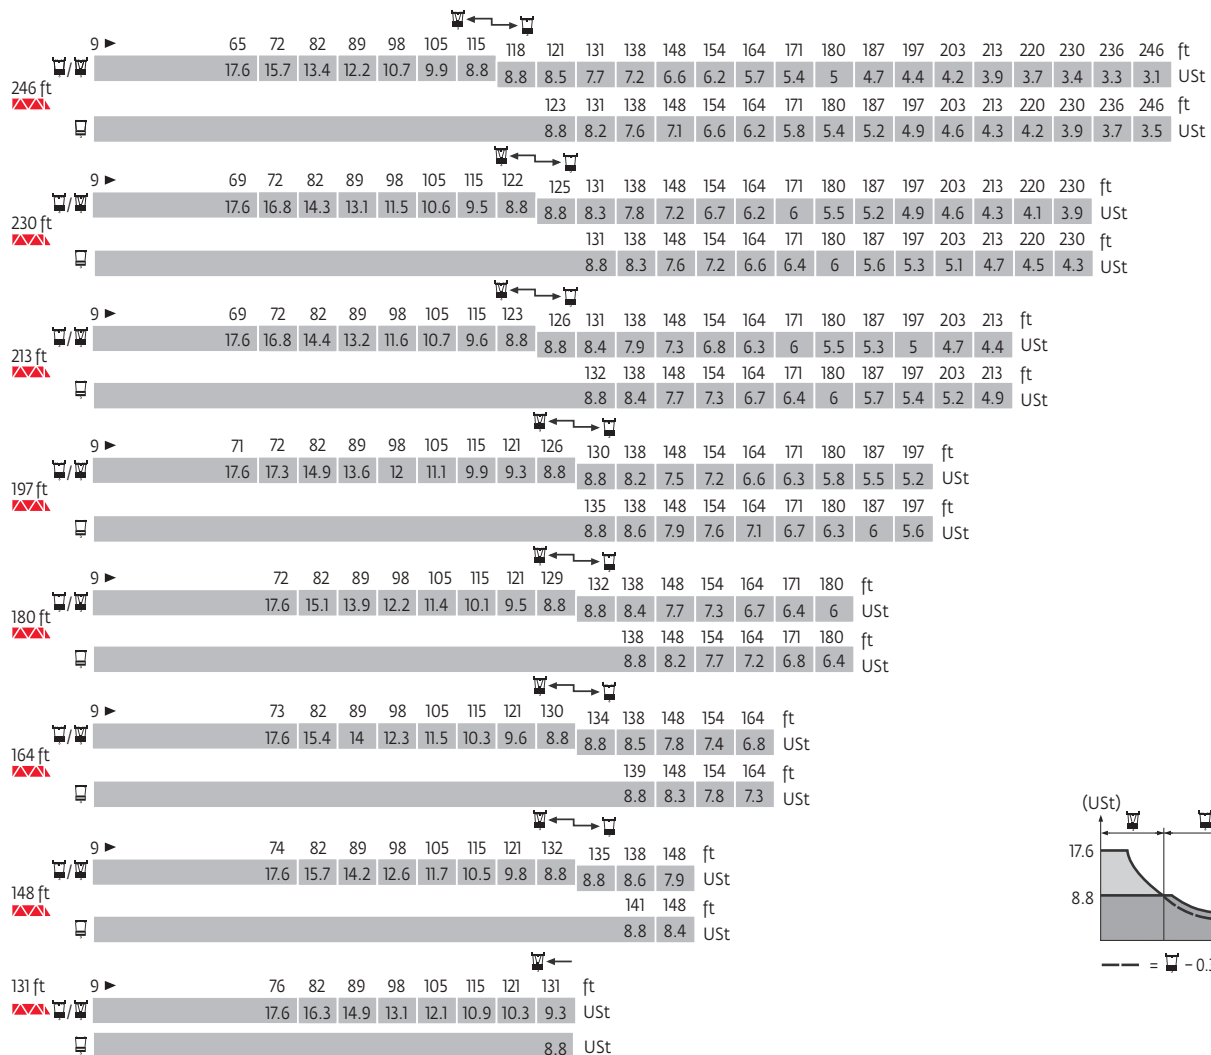 9 ► 65 72 82 89 98 105 115 118 121 131 138 148 154 164 171 180 187 197 203 213 220 230 236 246 ft
/ 17.6 15.7 13.4 12.2 10.7 9.9 8.8 8.8 8.5 7.7 7.2 6.6 6.2 5.7 5.4 5 4.7 4.4 4.2 3.9 3.7 3.4 3.3 3.1 USt
246 ft
123 131 138 148 154 164 171 180 187 197 203 213 220 230 236 246 ft
8.8 8.2 7.6 7.1 6.6 6.2 5.8 5.4 5.2 4.9 4.6 4.3 4.2 3.9 3.7 3.5 USt
9 ► 69 72 82 89 98 105 115 122 125 131 138 148 154 164 171 180 187 197 203 213 220 230 ft
/ 17.6 16.8 14.3 13.1 11.5 10.6 9.5 8.8 8.8 8.3 7.8 7.2 6.7 6.2 6 5.5 5.2 4.9 4.6 4.3 4.1 3.9 USt
230 ft
131 138 148 154 164 171 180 187 197 203 213 220 230 ft
8.8 8.3 7.6 7.2 6.6 6.4 6 5.6 5.3 5.1 4.7 4.5 4.3 USt
9 ► 69 72 82 89 98 105 115 123 126 131 138 148 154 164 171 180 187 197 203 213 ft
/ 17.6 16.8 14.4 13.2 11.6 10.7 9.6 8.8 8.8 8.4 7.9 7.3 6.8 6.3 6 5.5 5.3 5 4.7 4.4 USt
213 ft
132 138 148 154 164 171 180 187 197 203 213 ft
8.8 8.4 7.7 7.3 6.7 6.4 6 5.7 5.4 5.2 4.9 USt
9 ► 71 72 82 89 98 105 115 121 126 130 138 148 154 164 171 180 187 197 ft
/ 17.6 17.3 14.9 13.6 12 11.1 9.9 9.3 8.8 8.8 8.2 7.5 7.2 6.6 6.3 5.8 5.5 5.2 USt
197 ft
135 138 148 154 164 171 180 187 197 ft
8.8 8.6 7.9 7.6 7.1 6.7 6.3 6 5.6 USt
9 ► 72 82 89 98 105 115 121 129 132 138 148 154 164 171 180 ft
/ 17.6 15.1 13.9 12.2 11.4 10.1 9.5 8.8 8.8 8.4 7.7 7.3 6.7 6.4 6 USt
180 ft
138 148 154 164 171 180 ft
8.8 8.2 7.7 7.2 6.8 6.4 USt
9 ► 73 82 89 98 105 115 121 130 134 138 148 154 164 ft
/ 17.6 15.4 14 12.3 11.5 10.3 9.6 8.8 8.8 8.5 7.8 7.4 6.8 USt
164 ft
139 148 154 164 ft
8.8 8.3 7.8 7.3 USt
9 ► 74 82 89 98 105 115 121 132 135 138 148 ft
/ 17.6 15.7 14.2 12.6 11.7 10.5 9.8 8.8 8.8 8.6 7.9 USt
148 ft
141 148 ft
8.8 8.4 USt
131 ft 9 ► 76 82 89 98 105 115 121 131 ft
/ 17.6 16.3 14.9 13.1 12.1 10.9 10.3 9.3 USt
8.8 USt
(USt)
17.6
8.8
= – 0.